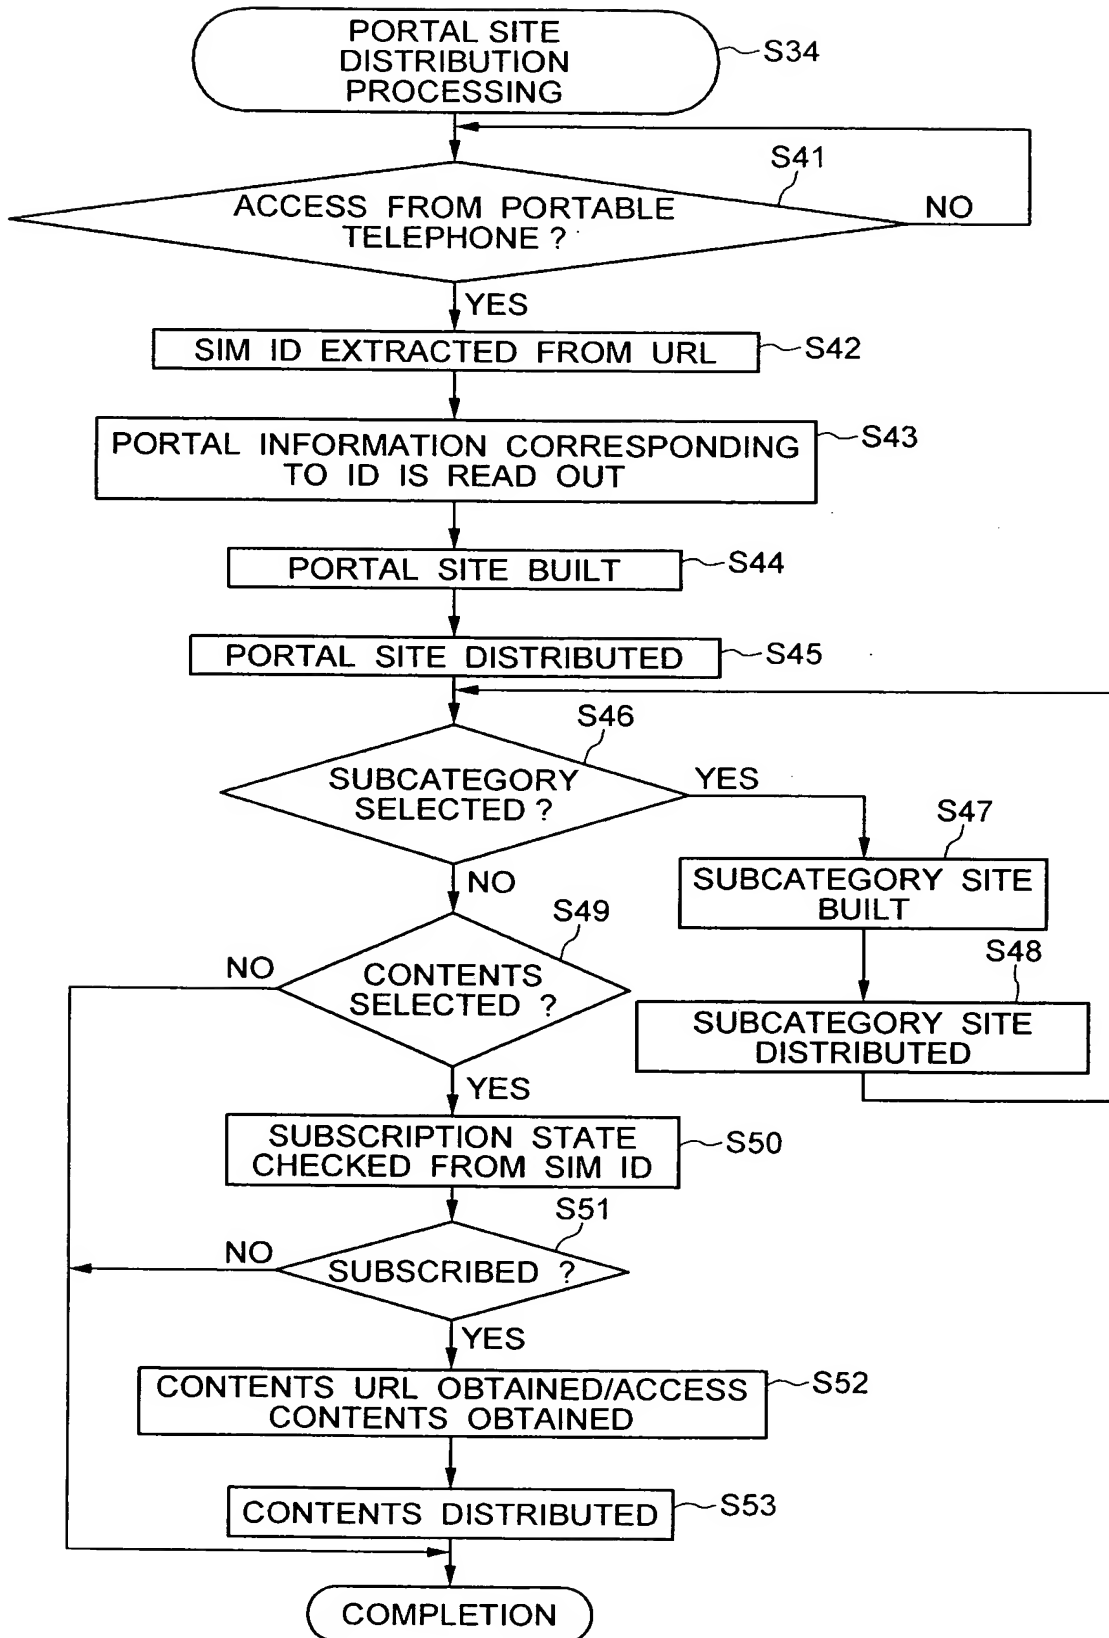 PORTAL SITE
DISTRIBUTION
PROCESSING
S34
S41
ACCESS FROM PORTABLE
TELEPHONE ?
NO
YES
SIM ID EXTRACTED FROM URL
S42
PORTAL INFORMATION CORRESPONDING
TO ID IS READ OUT
S43
PORTAL SITE BUILT
S44
PORTAL SITE DISTRIBUTED
S45
S46
SUBCATEGORY
SELECTED ?
YES
NO
S47
SUBCATEGORY SITE
BUILT
S48
SUBCATEGORY SITE
DISTRIBUTED
S49
CONTENTS
SELECTED ?
NO
YES
SUBSCRIPTION STATE
CHECKED FROM SIM ID
S50
S51
SUBSCRIBED ?
NO
YES
CONTENTS URL OBTAINED/ACCESS
CONTENTS OBTAINED
S52
CONTENTS DISTRIBUTED
S53
COMPLETION